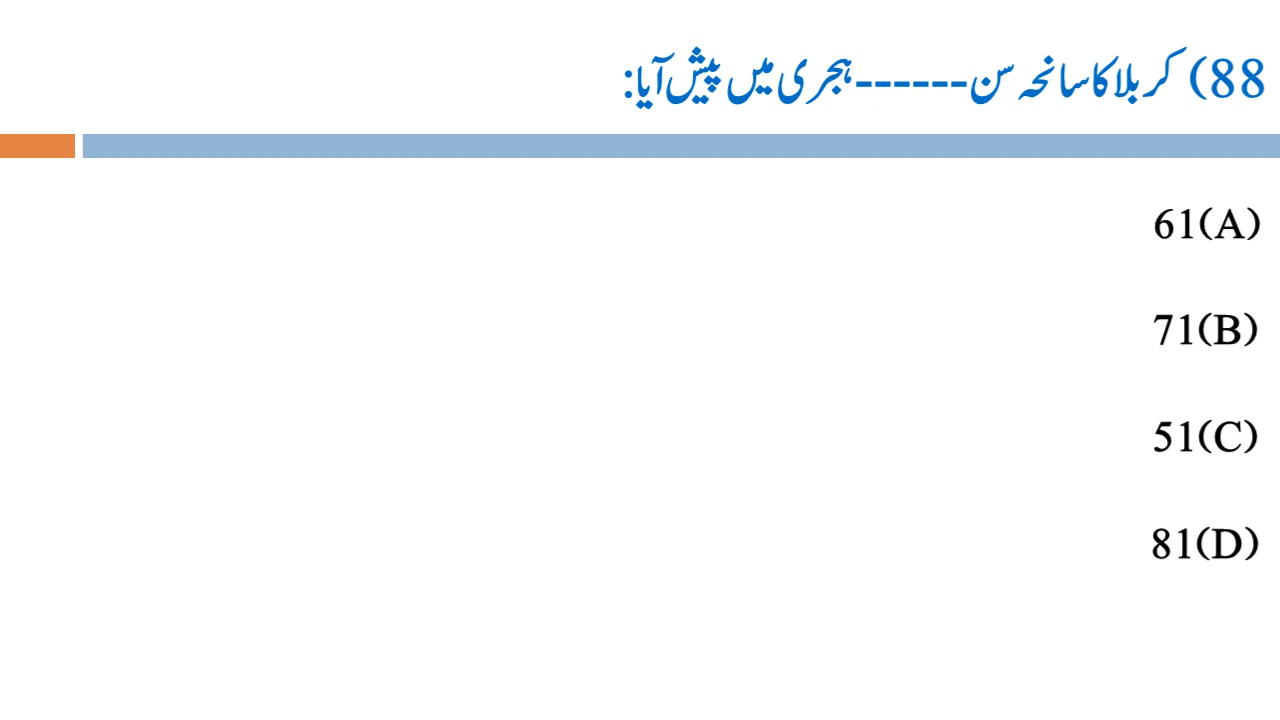 88) کربلا کا سانحہ سن------ہجری میں پیش آیا:
61(A)
71(B)
51(C)
81(D)